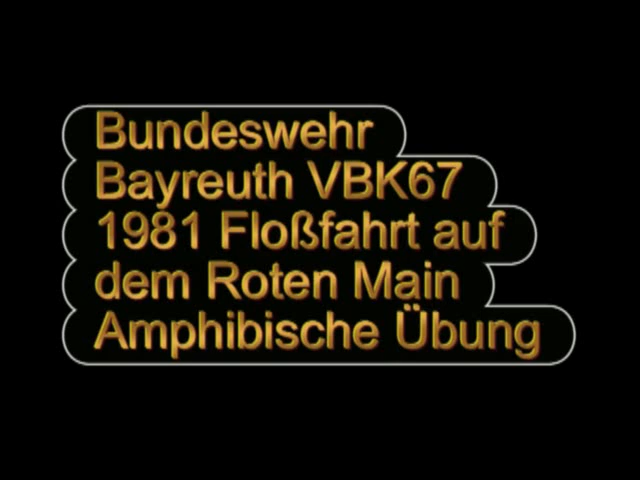 Bundeswehr
Bayreuth VBK67
1981 Floßfahrt auf
dem Roten Main
Amphibische Übung